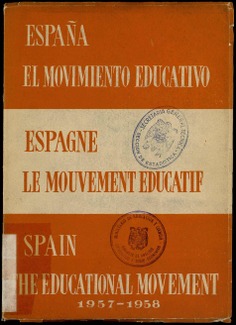 ESPAÑA
EL MOVIMIENTO EDUCATIVO
ESPAGNE
LE MOUVEMENT EDUCATIF
SPAIN
THE EDUCATIONAL MOVEMENT
1957-1958